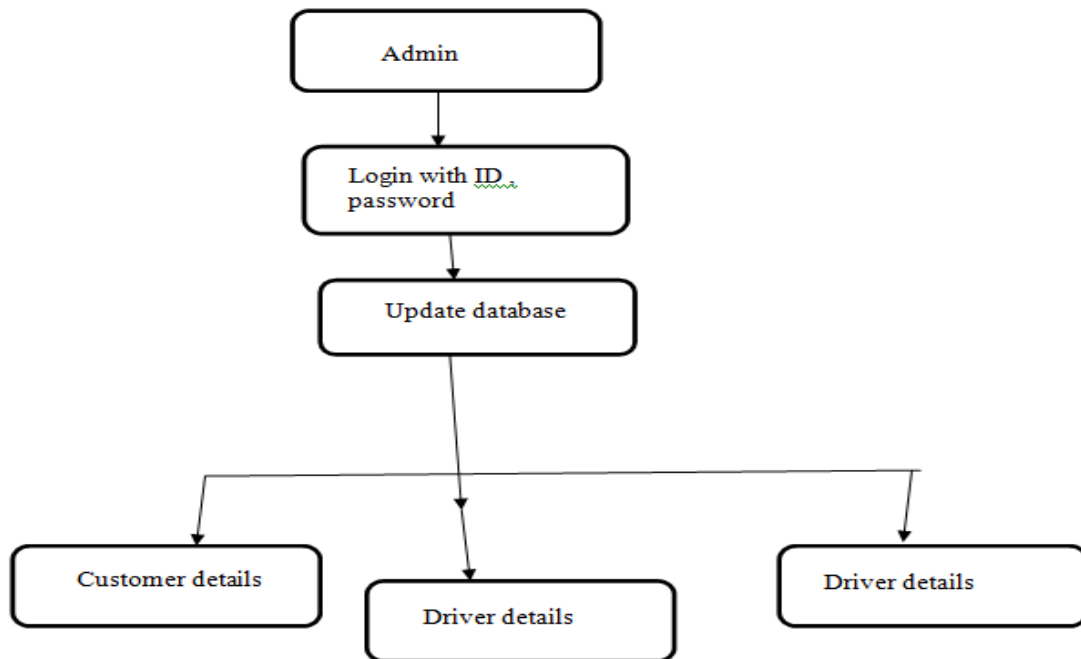 Admin
Login with ID ,
password
Update database
Customer details
Driver details
Driver details